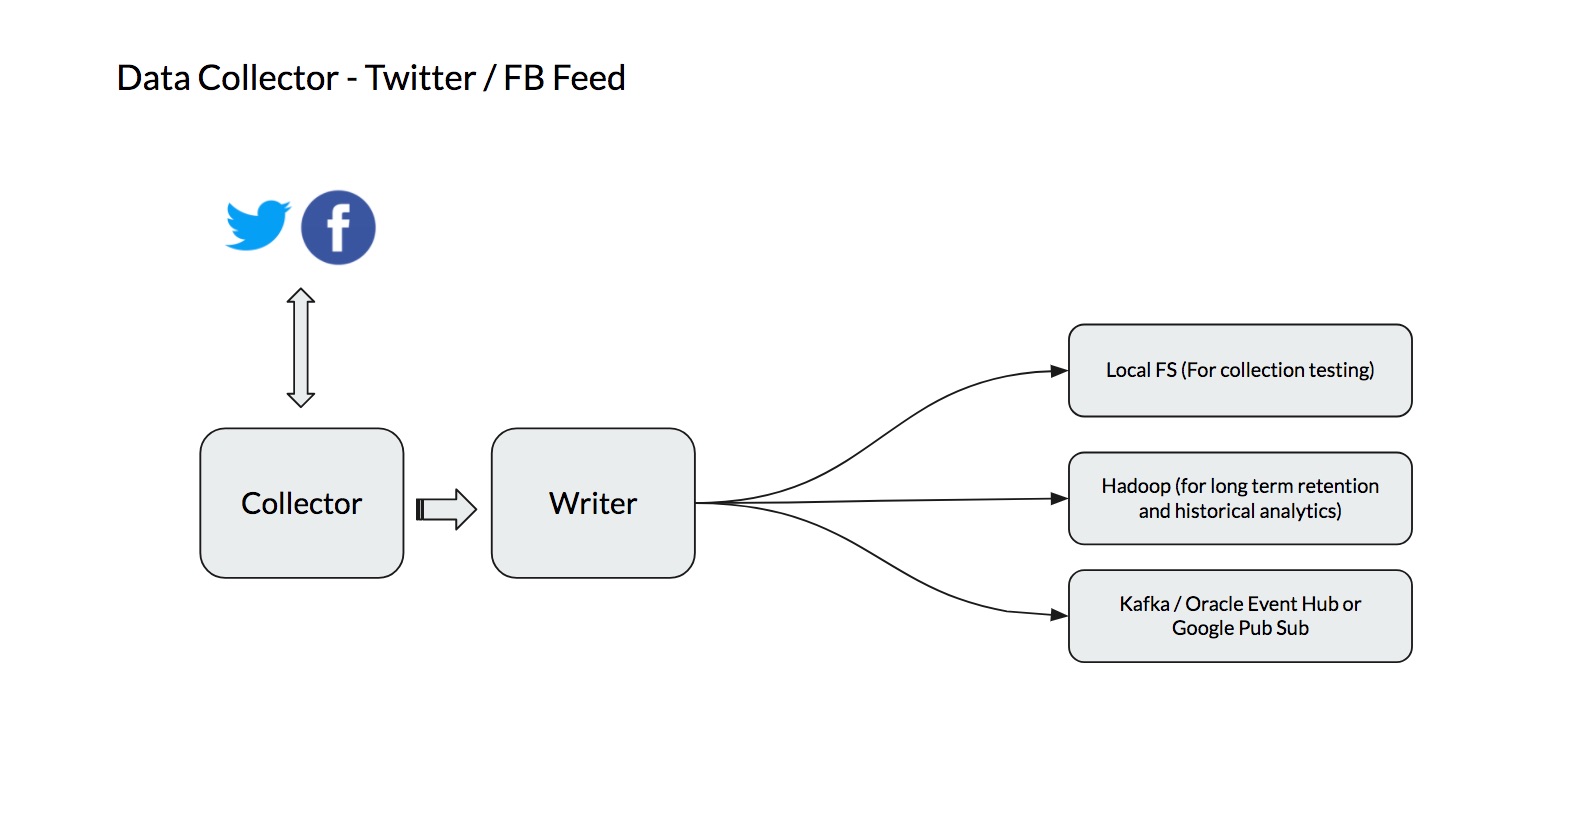 Data Collector - Twitter / FB Feed
Collector
Writer
Local FS (For collection testing)
Hadoop (for long term retention
and historical analytics)
Kafka / Oracle Event Hub or
Google Pub Sub